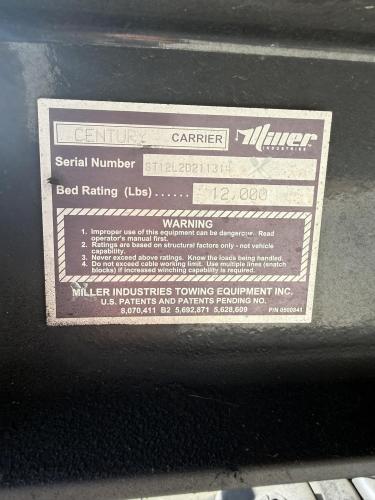 CENTURY CARRIER Miller
INDUSTRIES
Serial Number ST12L20211314
Bed Rating (Lbs)...... 12,000
WARNING
1. Improper use of this equipment can be dangerous. Read
operator's manual first.
2. Ratings are based on structural factors only - not vehicle
capability.
3. Never exceed above ratings. Know the loads being handled.
4. Do not exceed cable working limit. Use multiple lines (snatch
blocks) if increased winching capability is required.
MILLER INDUSTRIES TOWING EQUIPMENT INC.
U.S. PATENTS AND PATENTS PENDING NO.
8,070,411 B2 5,692,871 5,628,609 P/N 0500841